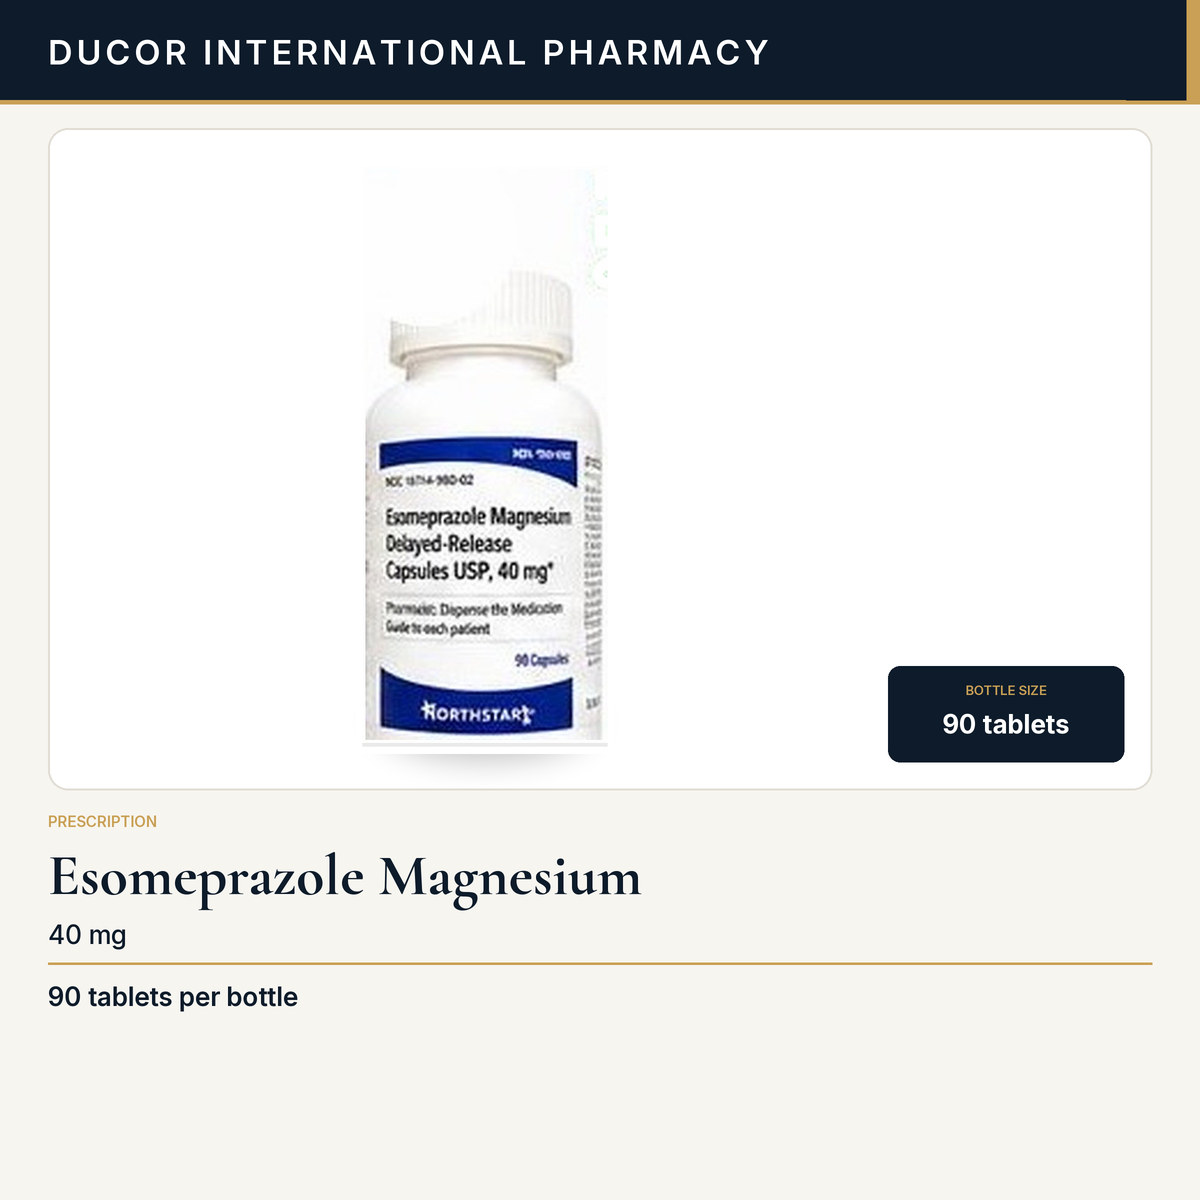 DUCOR INTERNATIONAL PHARMACY
Esomeprazole Magnesium
Delayed-Release
Capsules USP, 40 mg*
Pharmacist: Dispense the Medication
Guide to each patient
90 Capsules
NORTHSTAR
BOTTLE SIZE
90 tablets
PRESCRIPTION
Esomeprazole Magnesium
40 mg
90 tablets per bottle